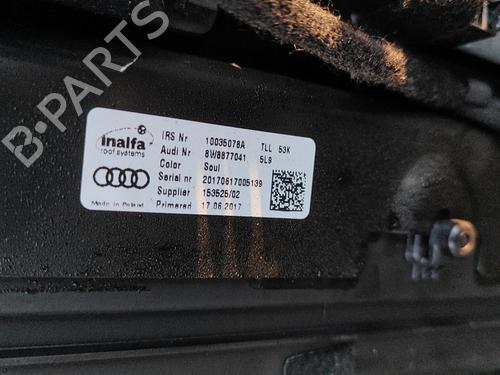 B-PARTS
Inalfa
roof systems
IRS Nr 10035078A TLL 53K
Audi Nr 8W8877041 5L9
Color Soul
Serial nr 20170617005139
Supplier 153525/02
Made in Poland Primered 17.06.2017